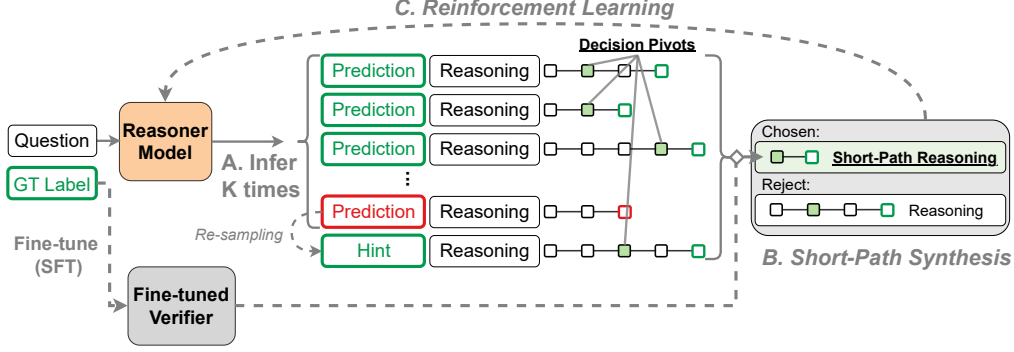 C. Reinforcement Learning
Decision Pivots
Prediction
Reasoning
Prediction
Reasoning
Prediction
Reasoning
⋮
Prediction
Reasoning
Hint
Reasoning
Question
GT Label
Reasoner
Model
A. Infer
K times
Re-sampling
Fine-tune
(SFT)
Fine-tuned
Verifier
Chosen:
Short-Path Reasoning
Reject:
Reasoning
B. Short-Path Synthesis